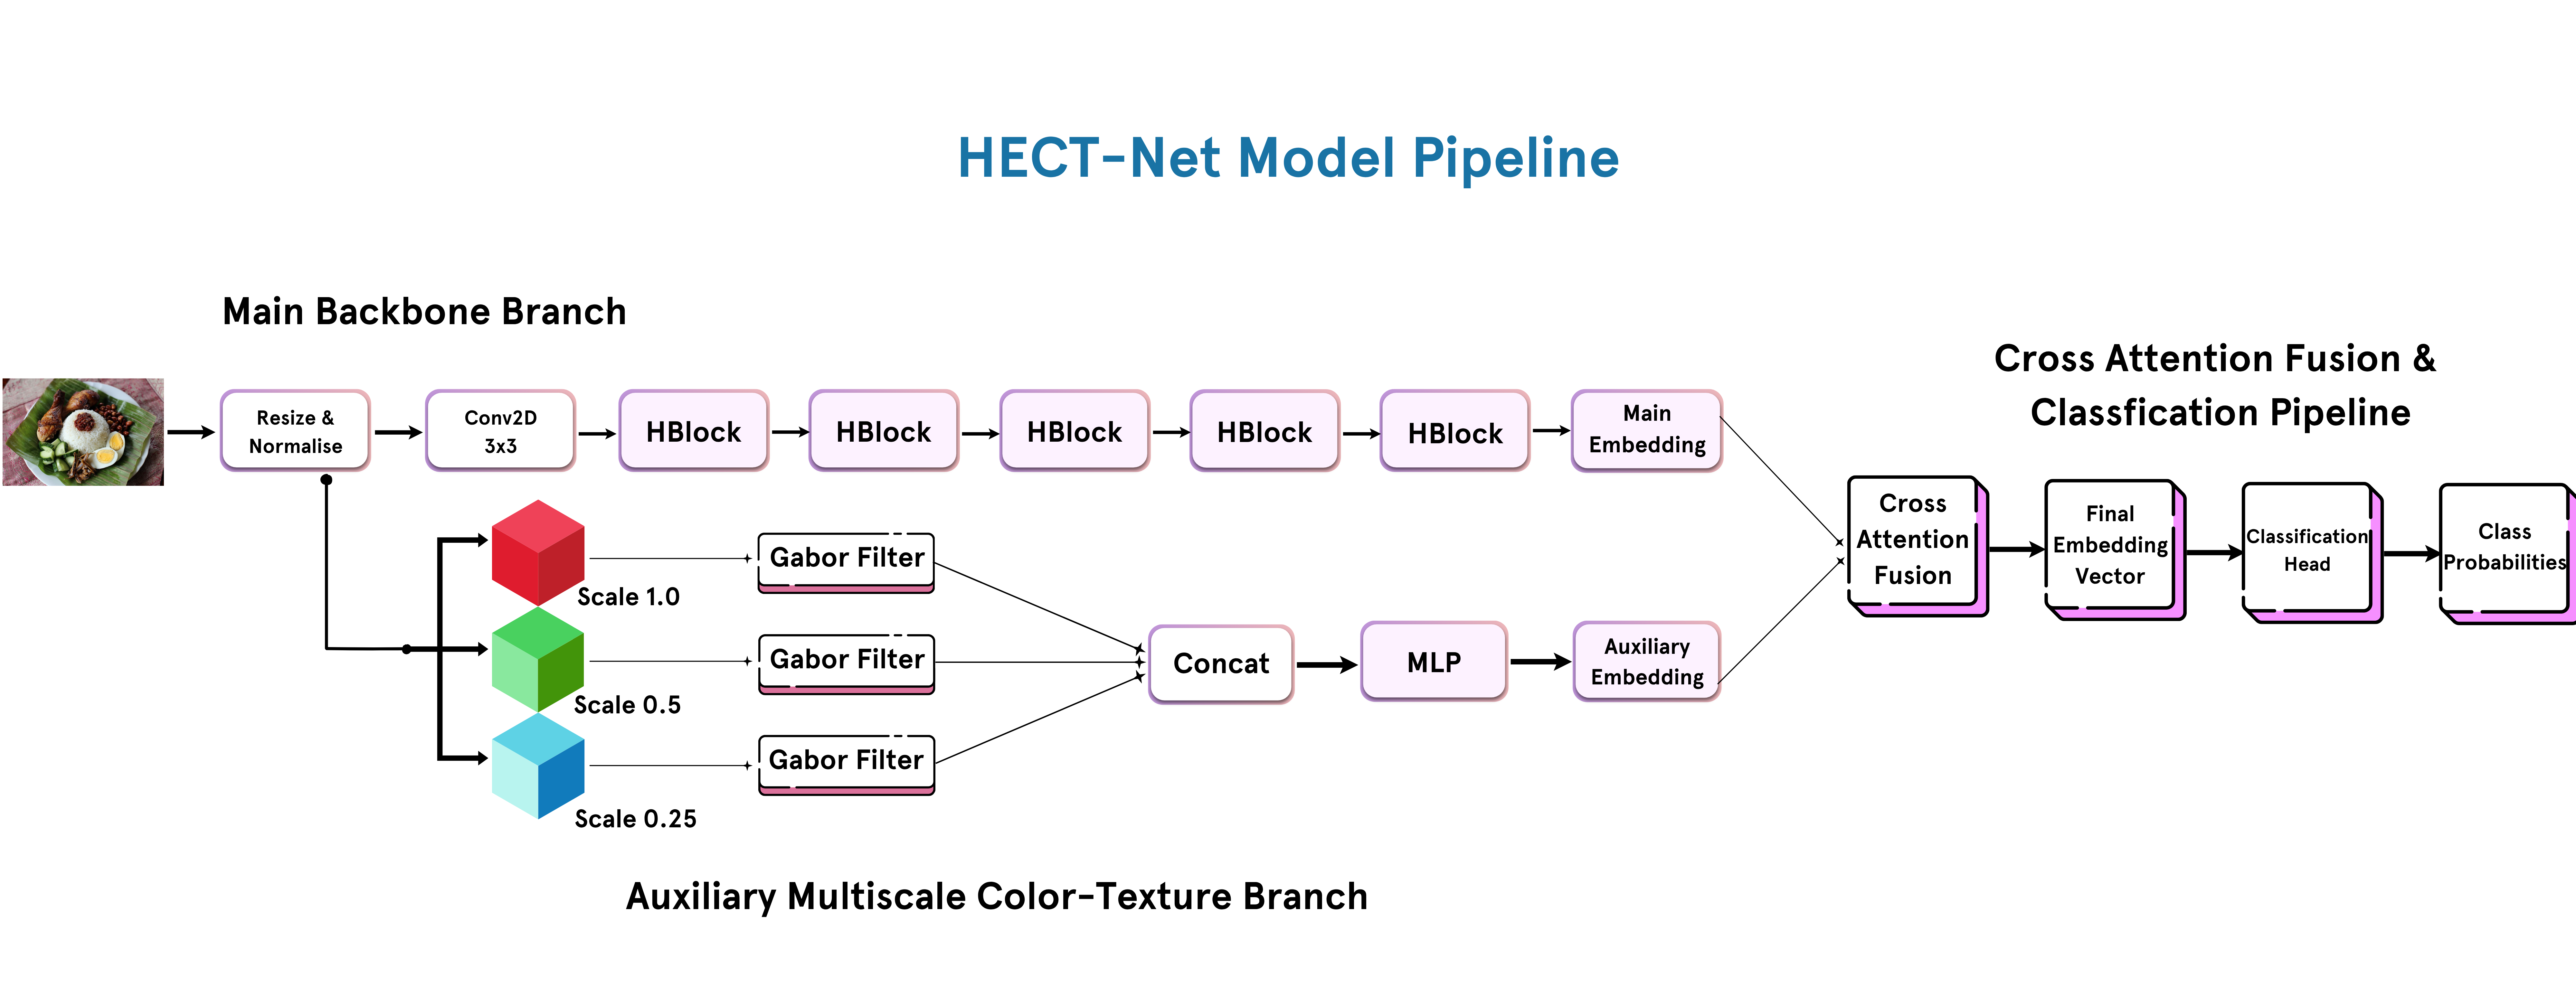 HECT-Net Model Pipeline
Main Backbone Branch
Resize &
Normalise
Conv2D
3x3
HBlock
HBlock
HBlock
HBlock
HBlock
Main
Embedding
Scale 1.0
Scale 0.5
Scale 0.25
Gabor Filter
Gabor Filter
Gabor Filter
Concat
MLP
Auxiliary
Embedding
Auxiliary Multiscale Color-Texture Branch
Cross Attention Fusion &
Classfication Pipeline
Cross
Attention
Fusion
Final
Embedding
Vector
Classification
Head
Class
Probabilities